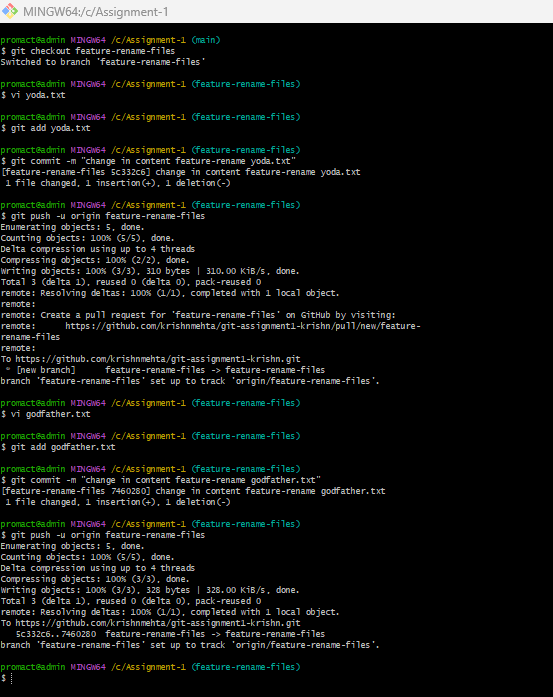 MINGW64:/c/Assignment-1
promact@admin MINGW64 /c/Assignment-1 (main)
$ git checkout feature-rename-files
Switched to branch 'feature-rename-files'
promact@admin MINGW64 /c/Assignment-1 (feature-rename-files)
$ vi yoda.txt
promact@admin MINGW64 /c/Assignment-1 (feature-rename-files)
$ git add yoda.txt
promact@admin MINGW64 /c/Assignment-1 (feature-rename-files)
$ git commit -m "change in content feature-rename yoda.txt"
[feature-rename-files 5c332c6] change in content feature-rename yoda.txt
1 file changed, 1 insertion(+), 1 deletion(-)
promact@admin MINGW64 /c/Assignment-1 (feature-rename-files)
$ git push -u origin feature-rename-files
Enumerating objects: 5, done.
Counting objects: 100% (5/5), done.
Delta compression using up to 4 threads
Compressing objects: 100% (2/2), done.
Writing objects: 100% (3/3), 310 bytes | 310.00 KiB/s, done.
Total 3 (delta 1), reused 0 (delta 0), pack-reused 0
remote: Resolving deltas: 100% (1/1), completed with 1 local object.
remote:
remote: Create a pull request for 'feature-rename-files' on GitHub by visiting:
remote:      https://github.com/krishnmehta/git-assignment1-krishn/pull/new/feature-
rename-files
remote:
To https://github.com/krishnmehta/git-assignment1-krishn.git
* [new branch]      feature-rename-files -> feature-rename-files
branch 'feature-rename-files' set up to track 'origin/feature-rename-files'.
promact@admin MINGW64 /c/Assignment-1 (feature-rename-files)
$ vi godfather.txt
promact@admin MINGW64 /c/Assignment-1 (feature-rename-files)
$ git add godfather.txt
promact@admin MINGW64 /c/Assignment-1 (feature-rename-files)
$ git commit -m "change in content feature-rename godfather.txt"
[feature-rename-files 7460280] change in content feature-rename godfather.txt
1 file changed, 1 insertion(+), 1 deletion(-)
promact@admin MINGW64 /c/Assignment-1 (feature-rename-files)
$ git push -u origin feature-rename-files
Enumerating objects: 5, done.
Counting objects: 100% (5/5), done.
Delta compression using up to 4 threads
Compressing objects: 100% (3/3), done.
Writing objects: 100% (3/3), 328 bytes | 328.00 KiB/s, done.
Total 3 (delta 1), reused 0 (delta 0), pack-reused 0
remote: Resolving deltas: 100% (1/1), completed with 1 local object.
To https://github.com/krishnmehta/git-assignment1-krishn.git
5c332c6..7460280  feature-rename-files -> feature-rename-files
branch 'feature-rename-files' set up to track 'origin/feature-rename-files'.
promact@admin MINGW64 /c/Assignment-1 (feature-rename-files)
$